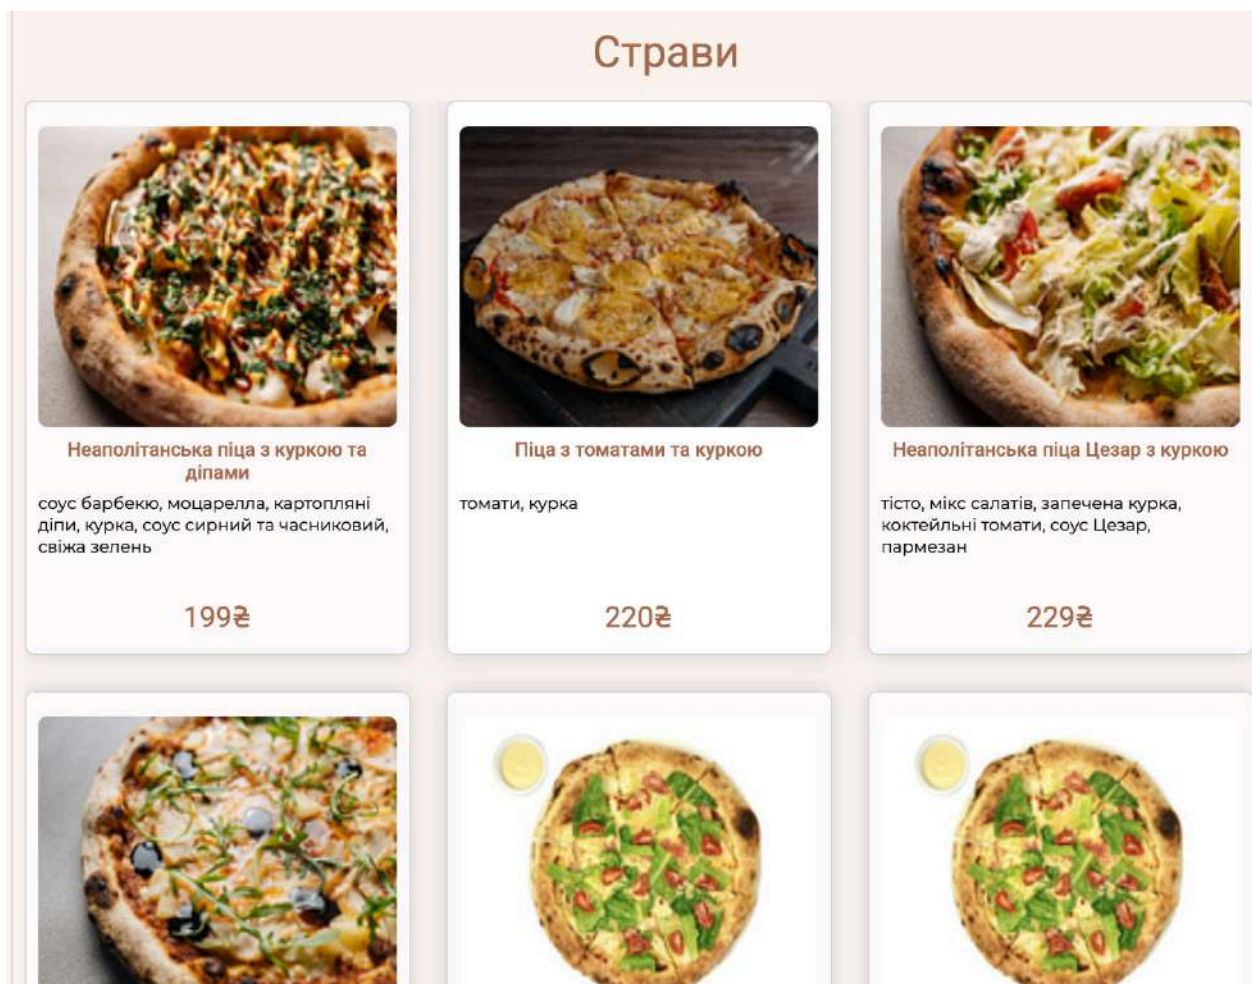 Страви
Неаполітанська піца з куркою та
діпами
соус барбекю, моцарелла, картопляні
діпи, курка, соус сирний та часниковий,
свіжа зелень
199₴
Піца з томатами та куркою
томати, курка
220₴
Неаполітанська піца Цезар з куркою
тісто, мікс салатів, запечена курка,
коктейльні томати, соус Цезар,
пармезан
229₴